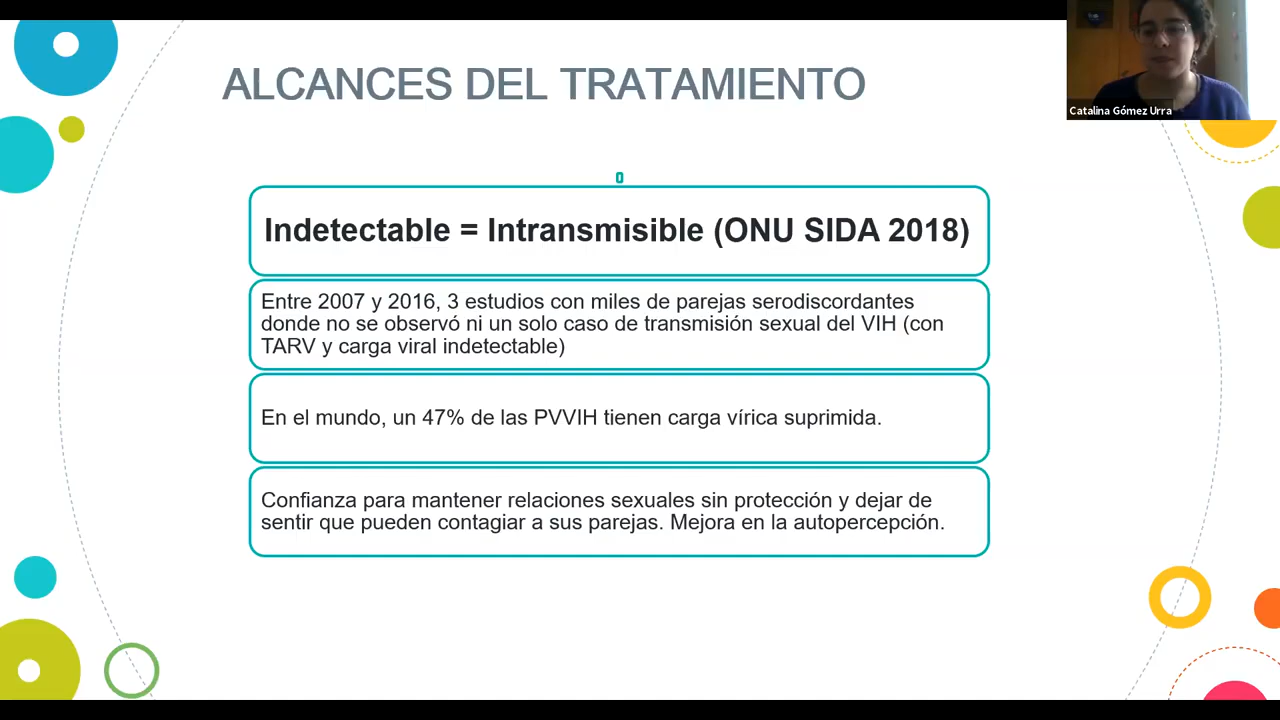 ALCANCES DEL TRATAMIENTO
Catalina Gómez Urra
Indetectable = Intransmisible (ONU SIDA 2018)
Entre 2007 y 2016, 3 estudios con miles de parejas serodiscordantes
donde no se observó ni un solo caso de transmisión sexual del VIH (con
TARV y carga viral indetectable)
En el mundo, un 47% de las PVVIH tienen carga vírica suprimida.
Confianza para mantener relaciones sexuales sin protección y dejar de
sentir que pueden contagiar a sus parejas. Mejora en la autopercepción.